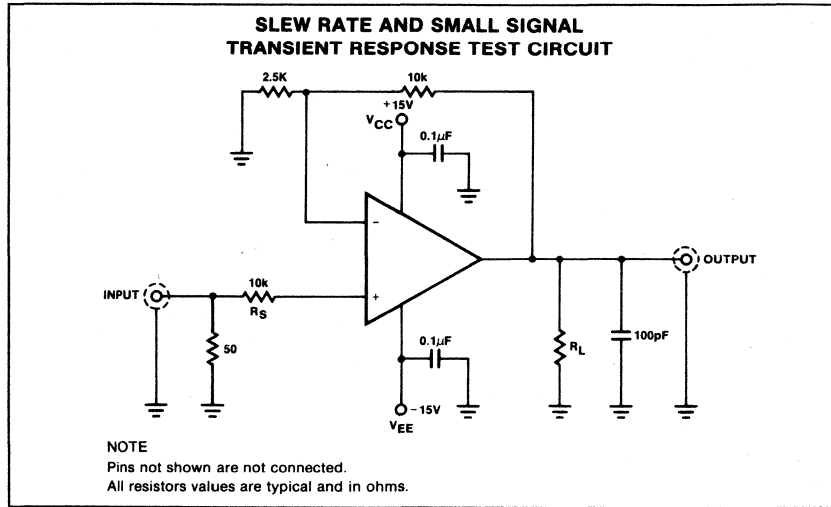 SLEW RATE AND SMALL SIGNAL
TRANSIENT RESPONSE TEST CIRCUIT
2.5K
10k
+15V
VCC
0.1µF
−
+
INPUT
10k
RS
50
OUTPUT
RL
100pF
0.1µF
−15V
VEE
NOTE
Pins not shown are not connected.
All resistors values are typical and in ohms.